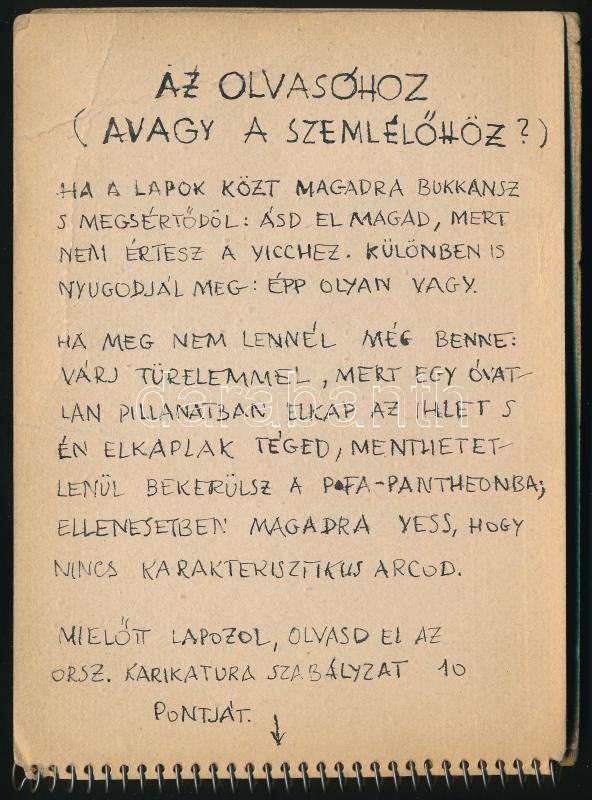 AZ OLVASÓHOZ
(AVAGY A SZEMLÉLŐHÖZ?)
HA A LAPOK KÖZT MAGADRA BUKKANSZ
S MEGSÉRTŐDÖL: ÁSD EL MAGAD, MERT
NEM ÉRTESZ A VICCHEZ. KÜLÖNBEN IS
NYUGODJÁL MEG: ÉPP OLYAN VAGY.
HA MEG NEM LENNÉL MÉG BENNE:
VÁRJ TÜRELEMMEL, MERT EGY ÓVAT-
LAN PILLANATBAN ELKAP AZ IHLET S
ÉN ELKAPLAK TÉGED, MENTHETET-
LENÜL BEKERÜLSZ A POFA-PANTHEONBA;
ELLENESETBEN MAGADRA VESS, HOGY
NINCS KARAKTERISZTIKUS ARCOD.
MIELŐTT LAPOZOL, OLVASD EL AZ
ORSZ. KARIKATURA SZABÁLYZAT 10
PONTJÁT. ↓
darabanth